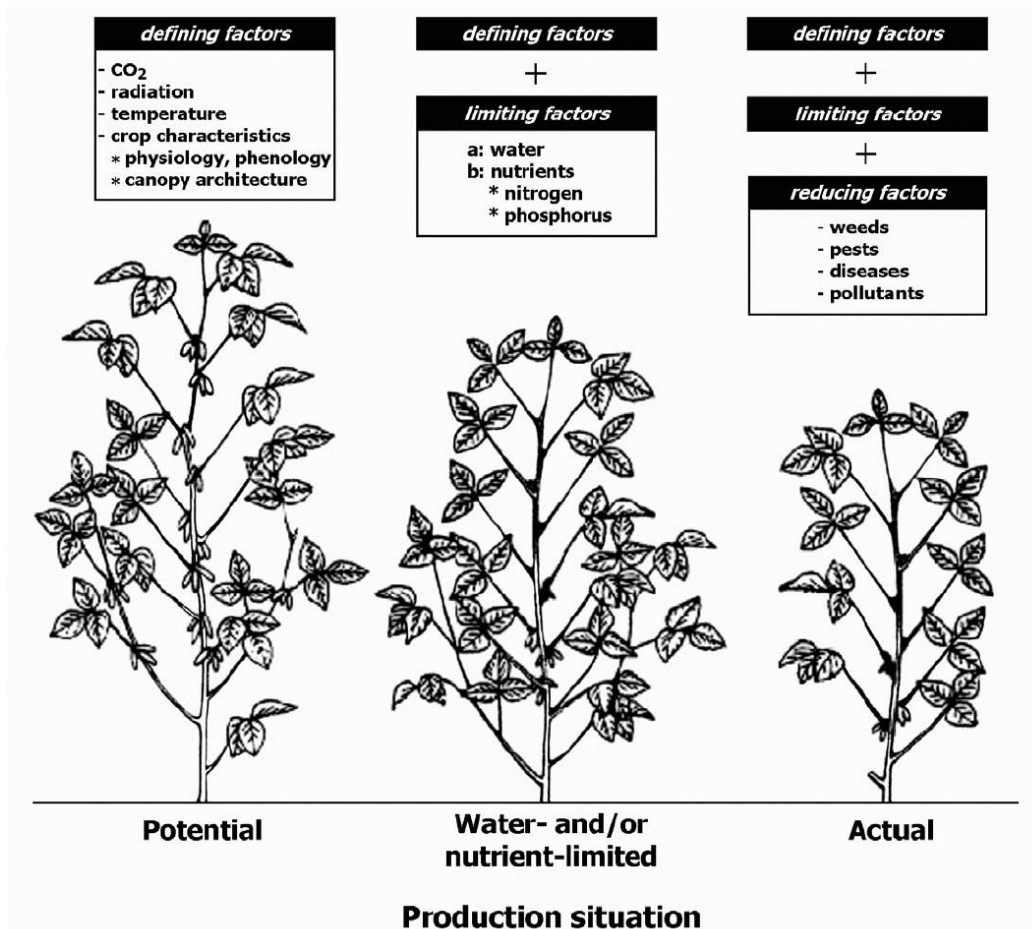 defining factors
- CO₂
- radiation
- temperature
- crop characteristics
* physiology, phenology
* canopy architecture
defining factors
+
limiting factors
a: water
b: nutrients
* nitrogen
* phosphorus
defining factors
+
limiting factors
+
reducing factors
- weeds
- pests
- diseases
- pollutants
Potential
Water- and/or
nutrient-limited
Actual
Production situation